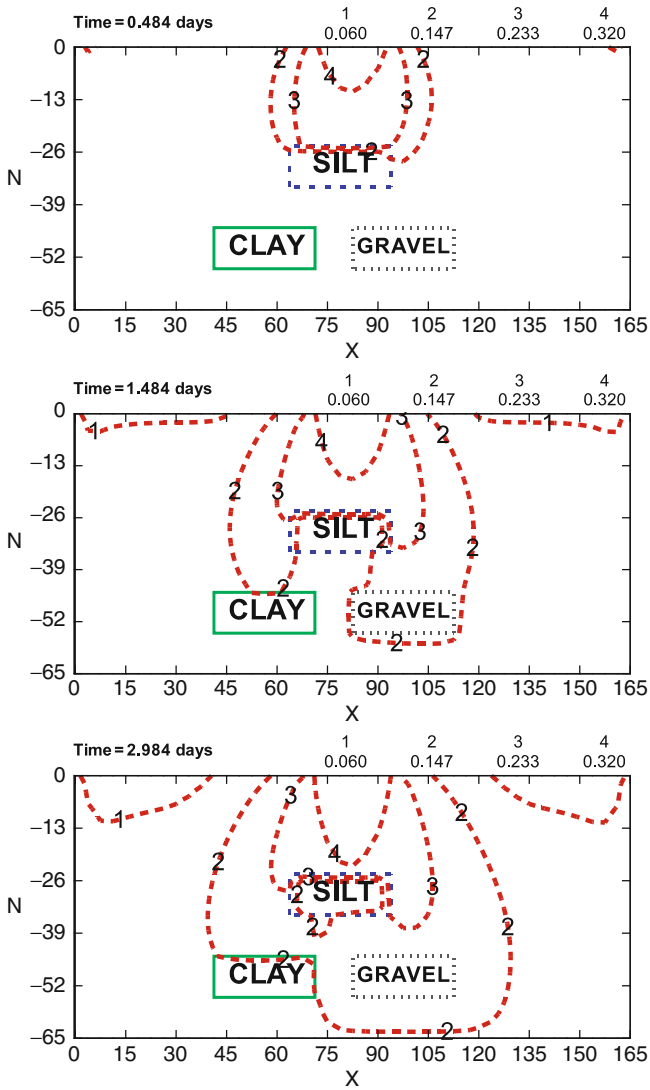 Time=0.484 days
1 2 3 4
0.060 0.147 0.233 0.320
0
−13
−26
−39
−52
−65
N
2 2
4
3 3
2
SILT
CLAY GRAVEL
0 15 30 45 60 75 90 105 120 135 150 165
X
Time=1.484 days
1 2 3 4
0.060 0.147 0.233 0.320
0
−13
−26
−39
−52
−65
N
1 3 2 1
4
2 3
SILT 2 3 2
2
CLAY GRAVEL
2
0 15 30 45 60 75 90 105 120 135 150 165
X
Time=2.984 days
1 2 3 4
0.060 0.147 0.233 0.320
0
−13
−26
−39
−52
−65
N
3
1 2
2 4
3 3
2 SILT
2 2
2
CLAY GRAVEL
2
0 15 30 45 60 75 90 105 120 135 150 165
X